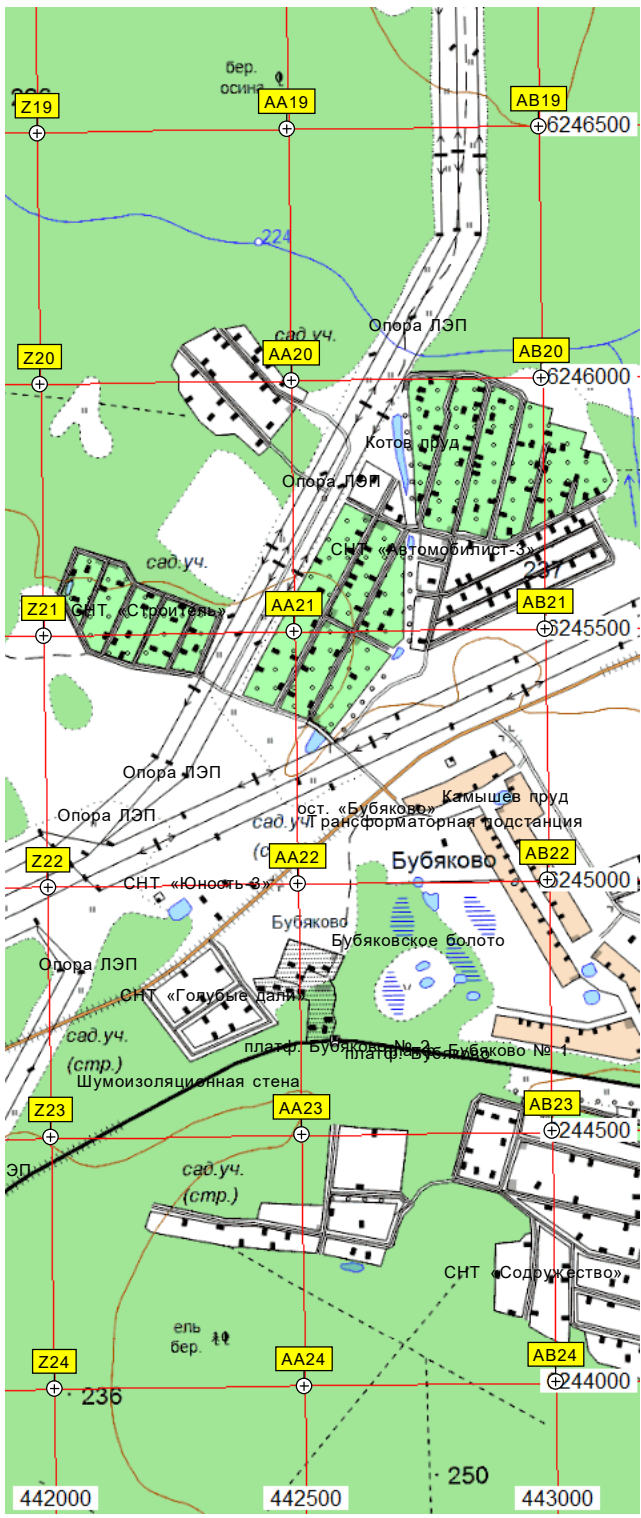 бер.
осина
Z19
AA19
AB19
6246500
224
Опора ЛЭП
сад.уч.
Z20
AA20
AB20
6246000
Котов пруд
Опора ЛЭП
СНТ «Автомобилист-3»
сад.уч.
237
СНТ «Строитель»
Z21
AA21
AB21
6245500
Опора ЛЭП
Камышев пруд
ост. «Бубяково»
Опора ЛЭП
сад.уч.
Трансформаторная подстанция
Z22
AA22
Бубяково
AB22
6245000
СНТ «Юность-3»
Бубяково
Бубяковское болото
Опора ЛЭП
СНТ «Голубые дали»
сад.уч.
(стр.)
платф. Бубяково № 2
платф. Бубяково № 1
Шумоизоляционная стена
Z23
AA23
AB23
244500
ЭП
сад.уч.
(стр.)
СНТ «Содружество»
ель
бер.
Z24
AA24
AB24
244000
236
250
442000
442500
443000